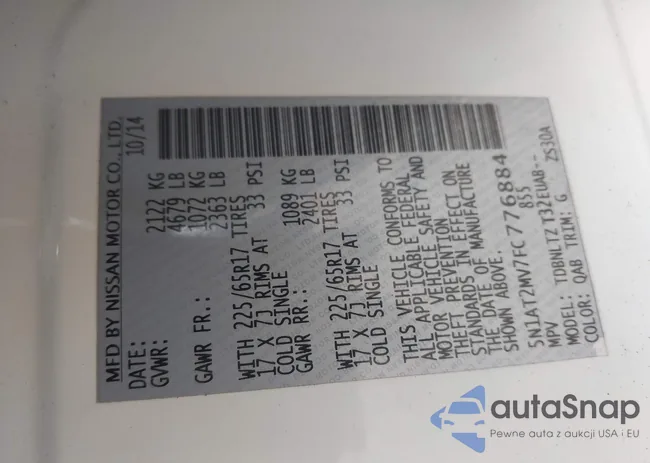 MFD BY NISSAN MOTOR CO., LTD.
DATE: 10/14
GVWR: 2122 KG
4679 LB
GAWR FR.: 1072 KG
2363 LB
WITH 225/65R17 TIRES
17 X 7J RIMS AT 33 PSI
COLD SINGLE
GAWR RR.: 1089 KG
2401 LB
WITH 225/65R17 TIRES
17 X 7J RIMS AT 33 PSI
COLD SINGLE
THIS VEHICLE CONFORMS TO
ALL APPLICABLE FEDERAL
MOTOR VEHICLE SAFETY AND
THEFT PREVENTION
STANDARDS IN EFFECT ON
THE DATE OF MANUFACTURE
SHOWN ABOVE.
5N1AT2MV7FC776884
MPV 855
MODEL: TDBNLTZ T32EUAB--
COLOR: QAB TRIM: G ZS30A
autaSnap
Pewne auta z aukcji USA i EU